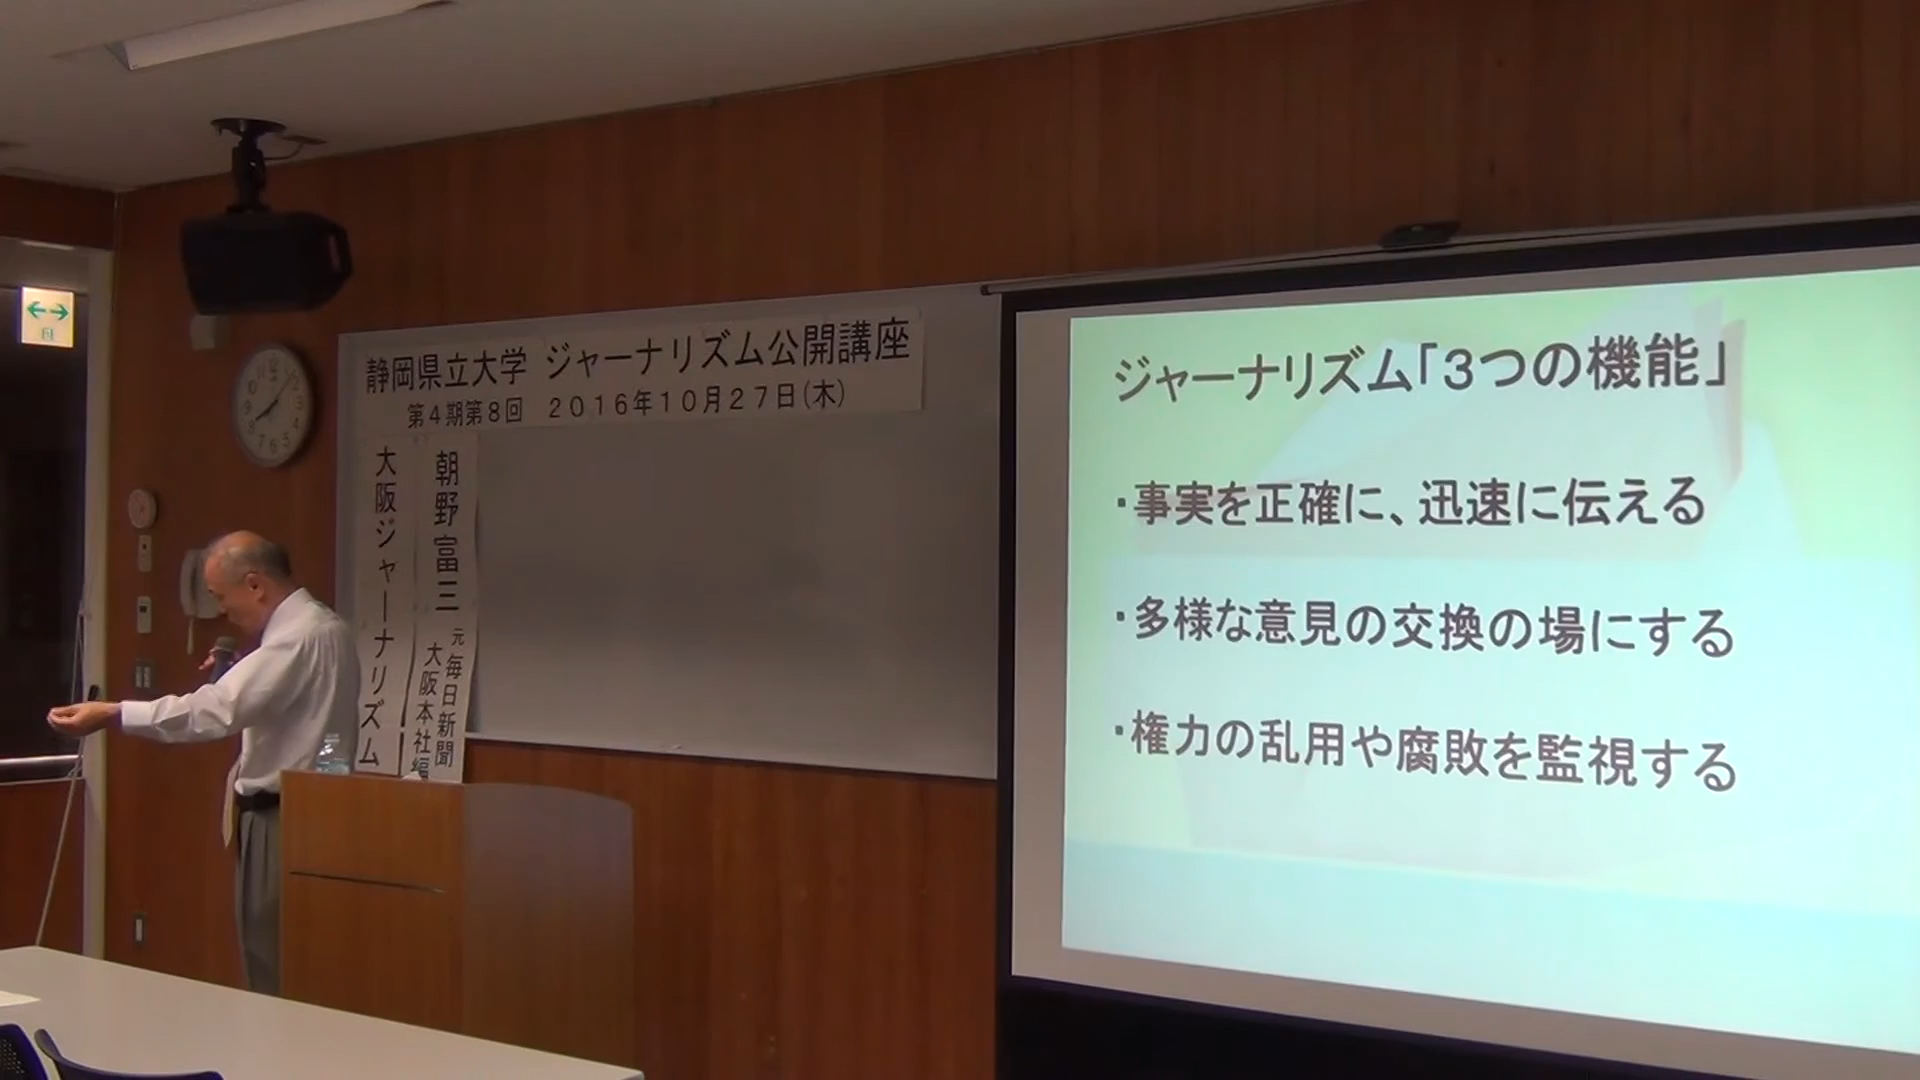 静岡県立大学 ジャーナリズム公開講座
第4期第8回 2016年10月27日(木)
朝野富三
元毎日新聞
大阪本社編
大阪ジャーナリズム
ジャーナリズム「3つの機能」
・事実を正確に、迅速に伝える
・多様な意見の交換の場にする
・権力の乱用や腐敗を監視する